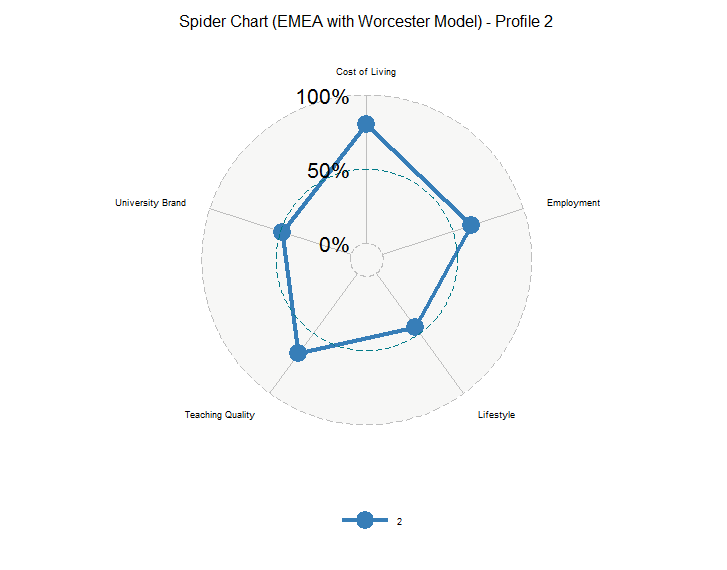 Spider Chart (EMEA with Worcester Model) - Profile 2
Cost of Living
100%
50%
University Brand
Employment
0%
Teaching Quality
Lifestyle
2